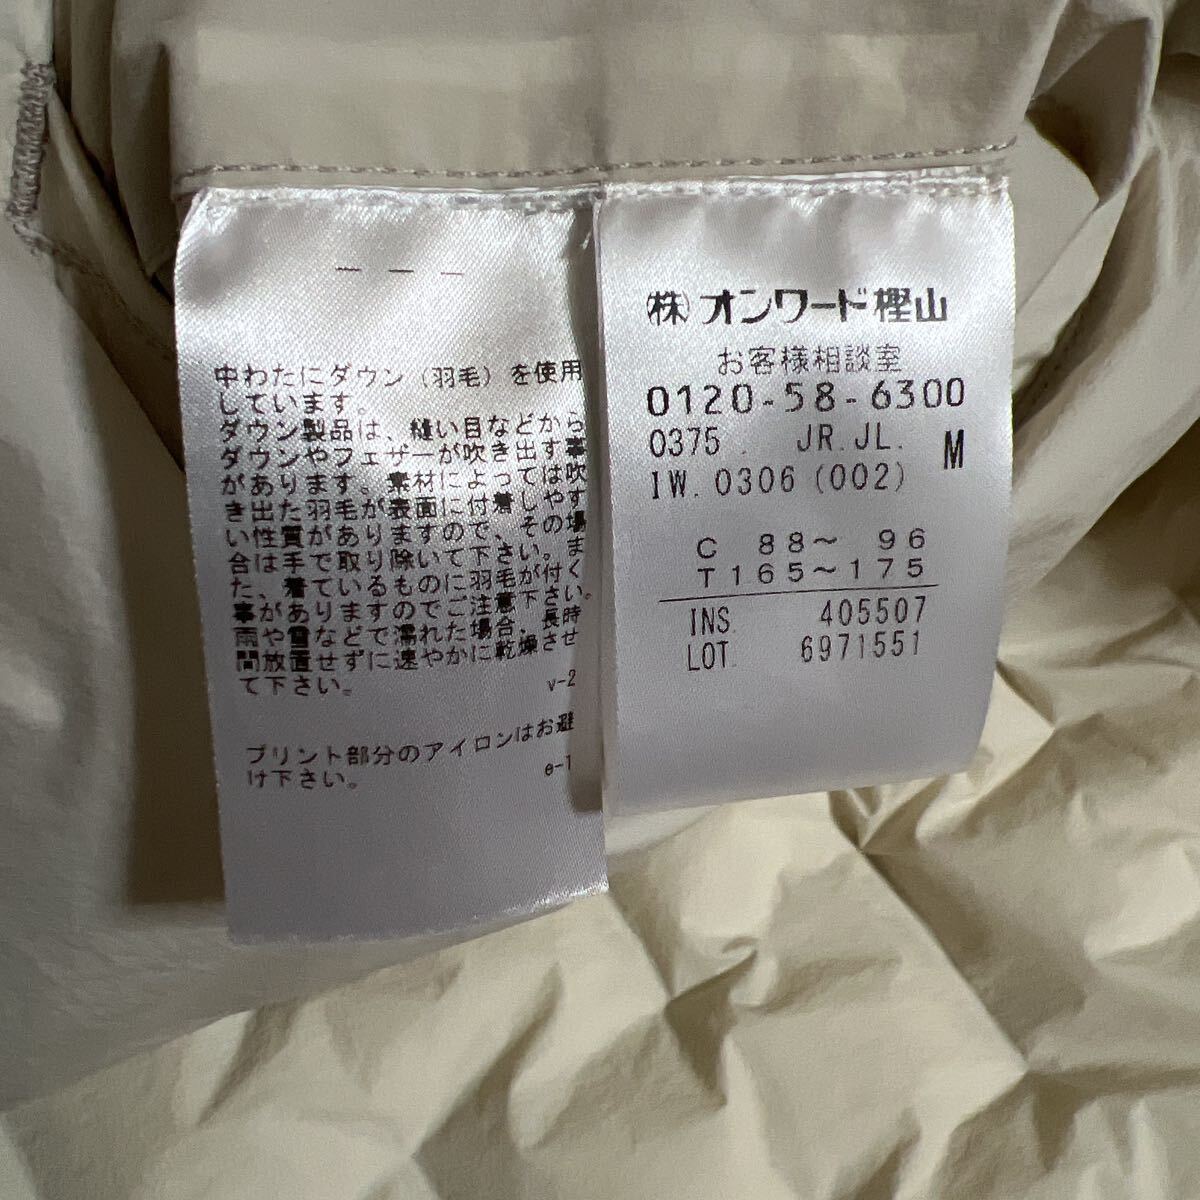 中わたにダウン（羽毛）を使用
しています。
ダウン製品は、縫い目などから
ダウンやフェザーが吹き出す事
があります。素材によっては吹
き出た羽毛が表面に付着しやす
い性質がありますので、その場
合は手で取り除いて下さい。ま
た、着ているものに羽毛が付く
事がありますのでご注意下さい。
雨や雪などで濡れた場合、長時
間放置せずに速やかに乾燥させ
て下さい。
v-2
プリント部分のアイロンはお避
け下さい。
e-1
㈱オンワード樫山
お客様相談室
0120-58-6300
0375. JR.JL. M
IW.0306(002)
C 88～ 96
T165～175
INS. 405507
LOT. 6971551